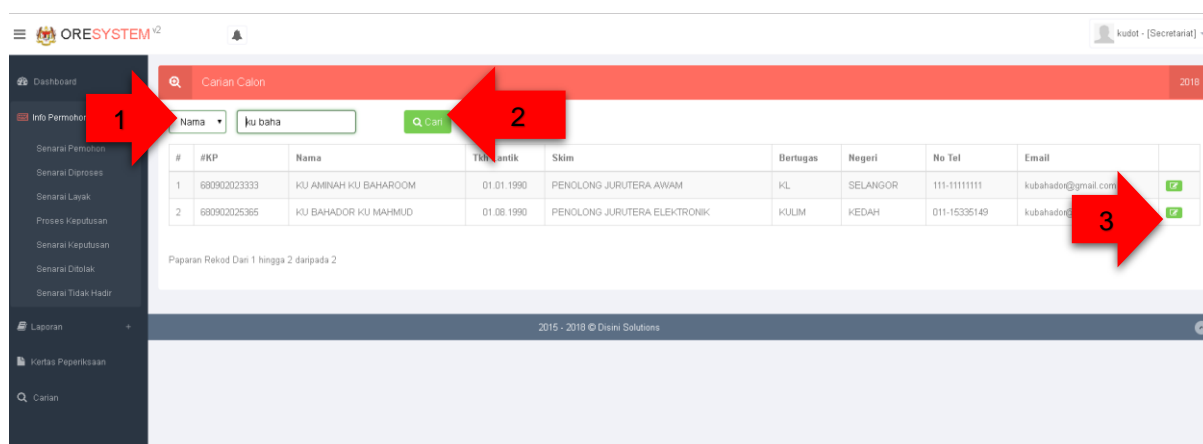 ORESYSTEM v2
kudot - [Secretariat]
Dashboard
Info Permohon
Senarai Pemohon
Senarai Diproses
Senarai Layak
Proses Keputusan
Senarai Keputusan
Senarai Ditolak
Senarai Tidak Hadir
Laporan +
Kertas Peperiksaan
Carian
Carian Calon 2018
1 Nama ku baha Cari 2
# #KP Nama Tkh Lantik Skim Bertugas Negeri No Tel Email
1 680902023333 KU AMINAH KU BAHAROOM 01.01.1990 PENOLONG JURUTERA AWAM KL SELANGOR 111-11111111 kubahador@gmail.com
2 680902025365 KU BAHADOR KU MAHMUD 01.08.1990 PENOLONG JURUTERA ELEKTRONIK KULIM KEDAH 011-15335149 kubahador@
3
Paparan Rekod Dari 1 hingga 2 daripada 2
2015 - 2018 © Disini Solutions